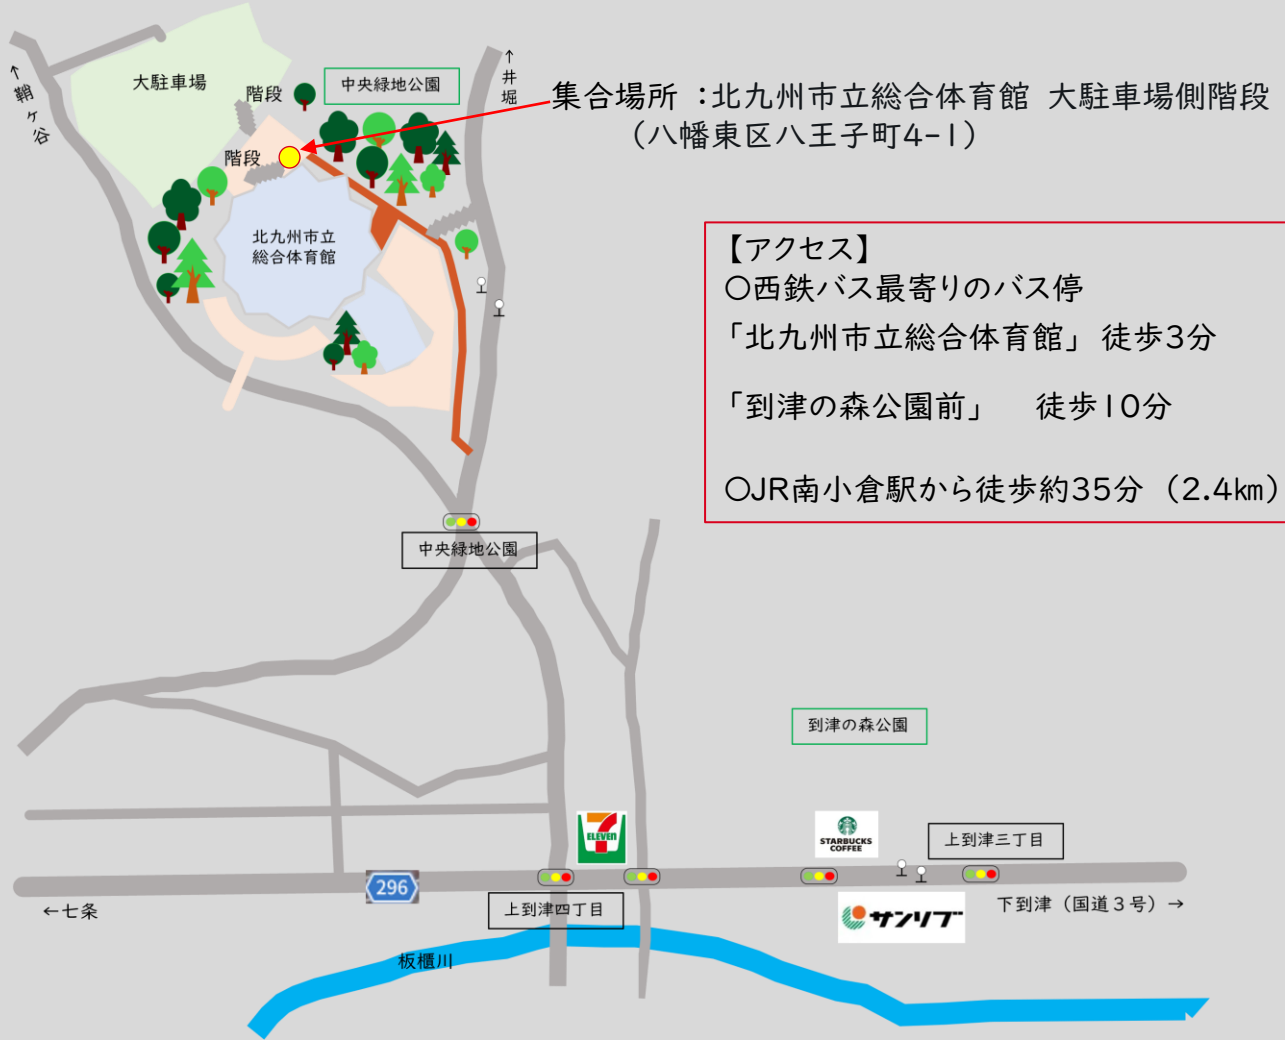 大駐車場
階段
中央緑地公園
↑井堀
↑鞘ヶ谷
集合場所 :北九州市立総合体育館 大駐車場側階段
(八幡東区八王子町4-1)
階段
北九州市立
総合体育館
【アクセス】
○西鉄バス最寄りのバス停
「北九州市立総合体育館」 徒歩3分
「到津の森公園前」 徒歩10分
○JR南小倉駅から徒歩約35分 (2.4km)
中央緑地公園
到津の森公園
7
ELEVEN
STARBUCKS
COFFEE
上到津三丁目
296
←七条
上到津四丁目
サンリブ
下到津(国道3号)→
板櫃川